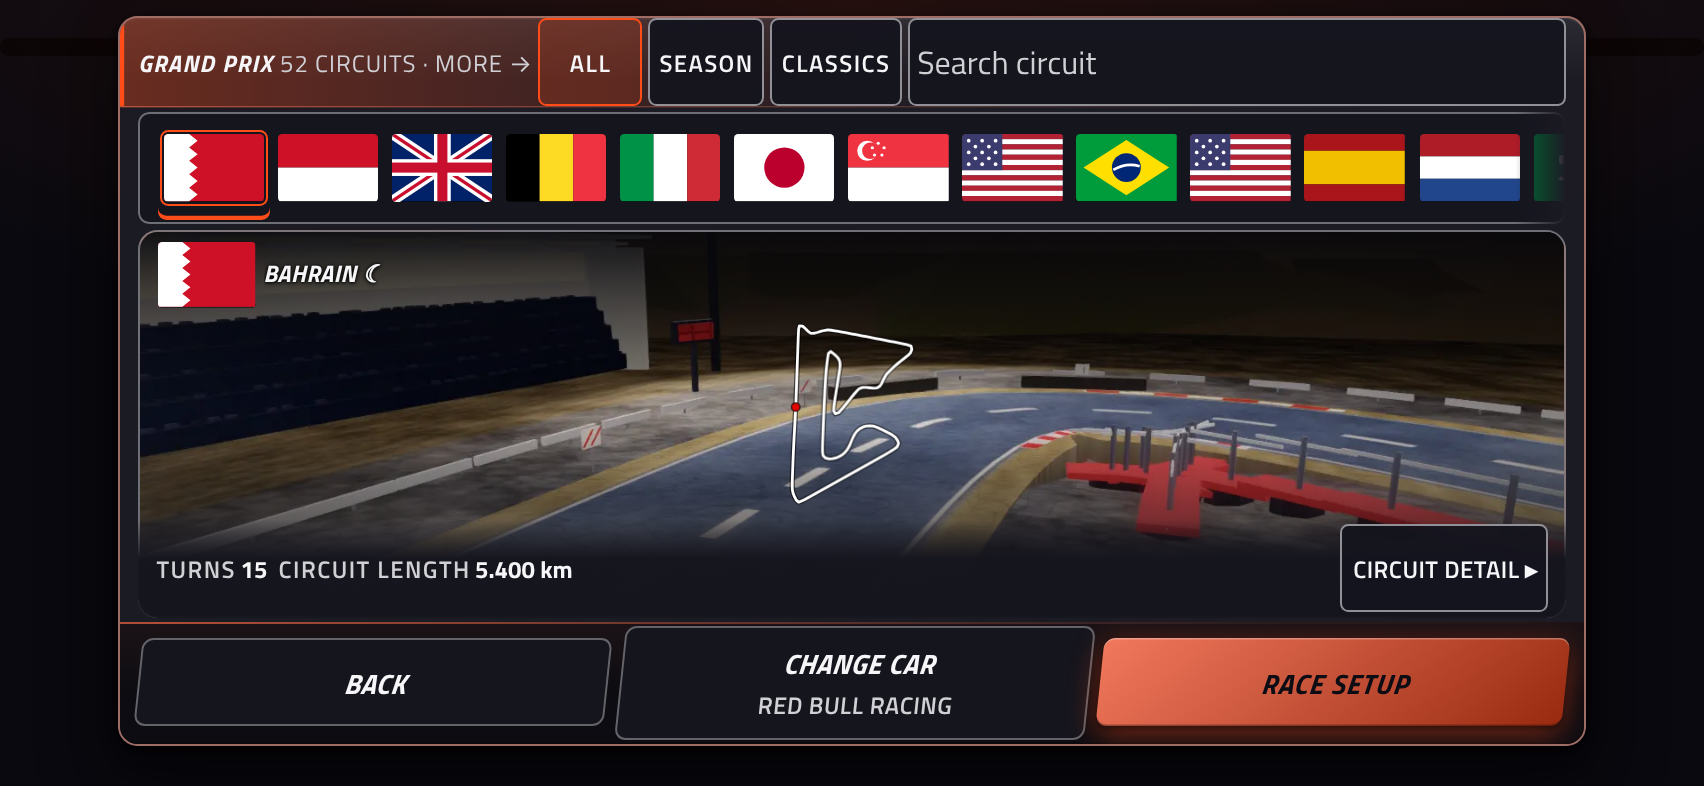 GRAND PRIX 52 CIRCUITS · MORE →
ALL
SEASON
CLASSICS
Search circuit
BAHRAIN ☾
TURNS 15 CIRCUIT LENGTH 5.400 km
CIRCUIT DETAIL ▶
BACK
CHANGE CAR
RED BULL RACING
RACE SETUP